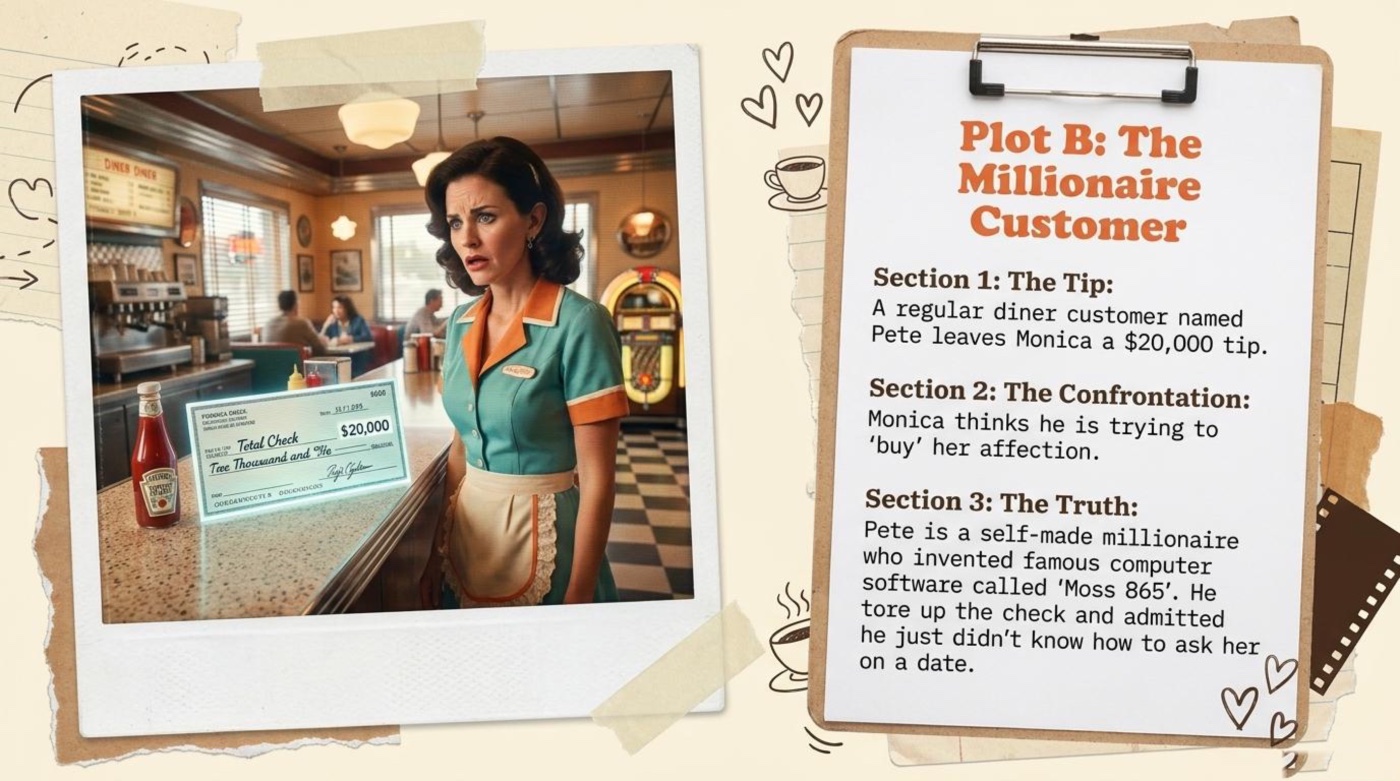 DINER DINER
$20,000
Total Check
Plot B: The
Millionaire
Customer
Section 1: The Tip:
A regular diner customer named
Pete leaves Monica a $20,000 tip.
Section 2: The Confrontation:
Monica thinks he is trying to
‘buy’ her affection.
Section 3: The Truth:
Pete is a self-made millionaire
who invented famous computer
software called ‘Moss 865’. He
tore up the check and admitted
he just didn’t know how to ask her
on a date.